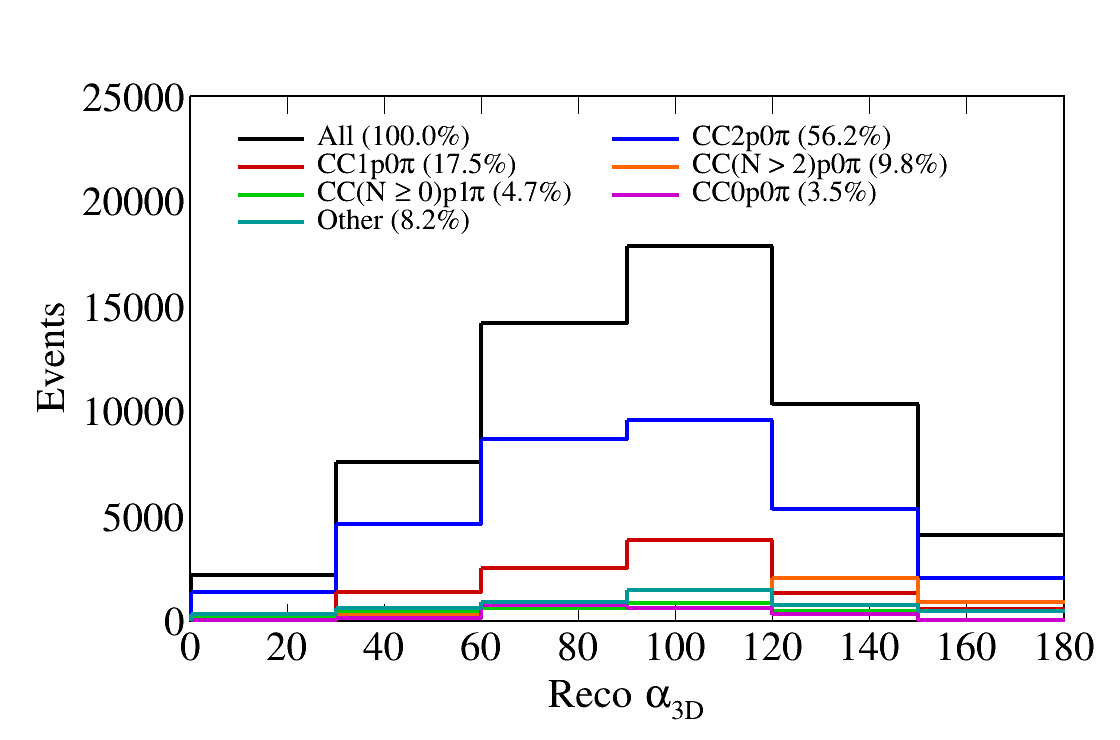 25000
20000
15000
10000
5000
0
Events
All (100.0%)
CC2p0π (56.2%)
CC1p0π (17.5%)
CC(N > 2)p0π (9.8%)
CC(N ≥ 0)p1π (4.7%)
CC0p0π (3.5%)
Other (8.2%)
0 20 40 60 80 100 120 140 160 180
Reco α3D